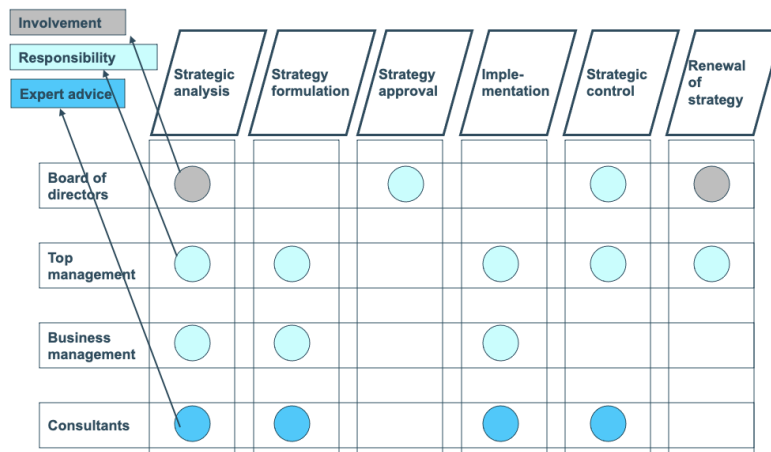 Involvement
Responsibility
Expert advice
Strategic
analysis
Strategy
formulation
Strategy
approval
Imple-
mentation
Strategic
control
Renewal
of
strategy
Board of
directors
Top
management
Business
management
Consultants